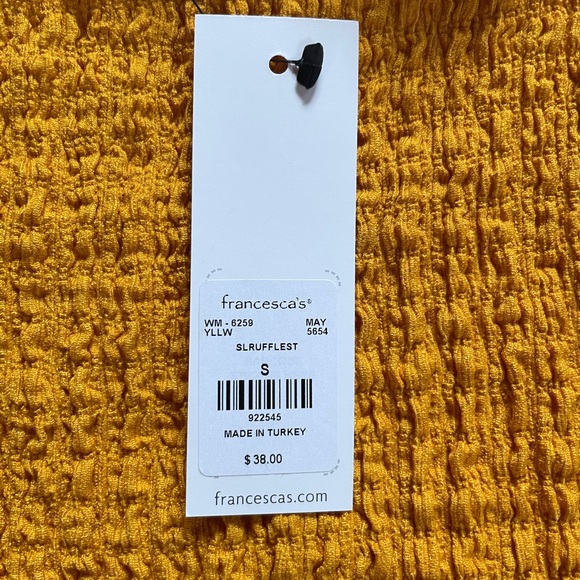 francesca's®
WM - 6259 MAY
YLLW 5654
SLRUFFLEST
S
922545
MADE IN TURKEY
$ 38.00
francescas.com